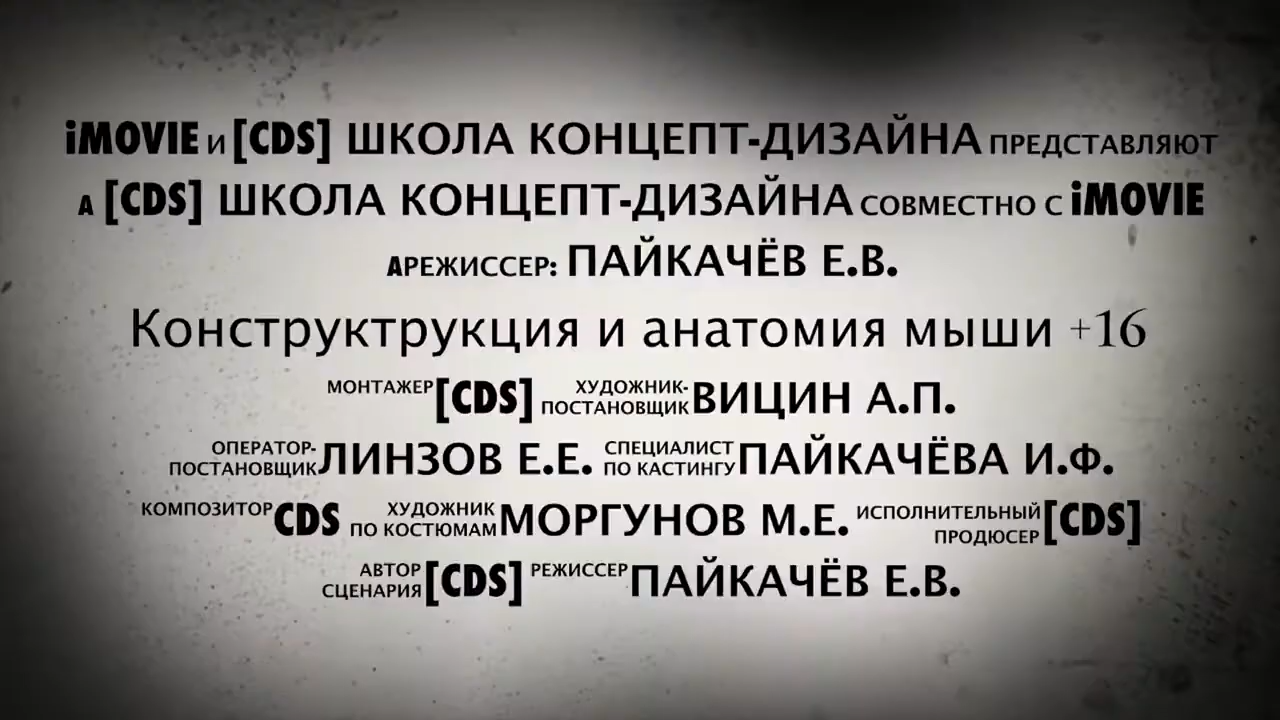 iMOVIE И [CDS] ШКОЛА КОНЦЕПТ-ДИЗАЙНА ПРЕДСТАВЛЯЮТ
А [CDS] ШКОЛА КОНЦЕПТ-ДИЗАЙНА СОВМЕСТНО С iMOVIE
АРЕЖИССЕР: ПАЙКАЧЁВ Е.В.
Конструктрукция и анатомия мыши +16
МОНТАЖЕР [CDS] ХУДОЖНИК-ПОСТАНОВЩИК ВИЦИН А.П.
ОПЕРАТОР-ПОСТАНОВЩИК ЛИНЗОВ Е.Е. СПЕЦИАЛИСТ ПО КАСТИНГУ ПАЙКАЧЁВА И.Ф.
КОМПОЗИТОР CDS ХУДОЖНИК ПО КОСТЮМАМ МОРГУНОВ М.Е. ИСПОЛНИТЕЛЬНЫЙ ПРОДЮСЕР [CDS]
АВТОР СЦЕНАРИЯ [CDS] РЕЖИССЕР ПАЙКАЧЁВ Е.В.